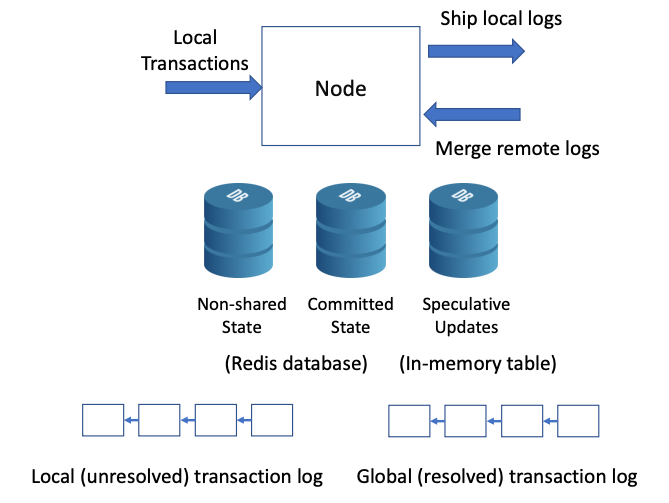 Ship local logs
Local
Transactions
Node
Merge remote logs
DB
DB
DB
Non-shared
State
Committed
State
Speculative
Updates
(Redis database)
(In-memory table)
Local (unresolved) transaction log
Global (resolved) transaction log